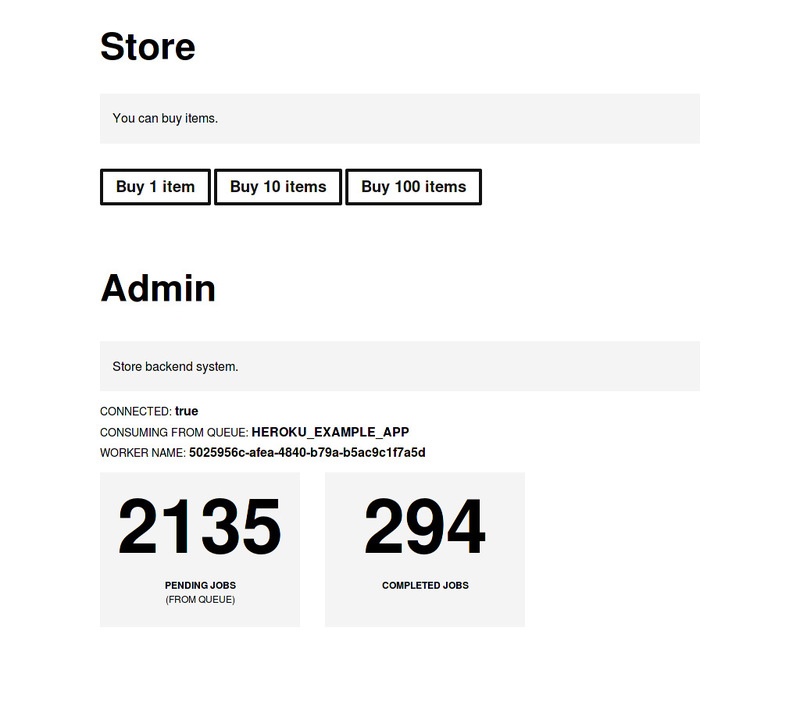 Store
You can buy items.
Buy 1 item Buy 10 items Buy 100 items
Admin
Store backend system.
CONNECTED: true
CONSUMING FROM QUEUE: HEROKU_EXAMPLE_APP
WORKER NAME: 5025956c-afea-4840-b79a-b5ac9c1f7a5d
2135 294
PENDING JOBS COMPLETED JOBS
(FROM QUEUE)